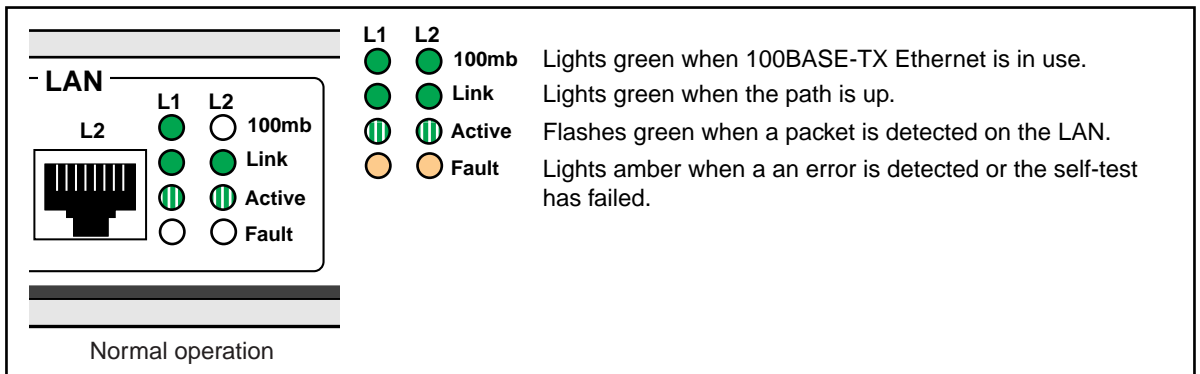 LAN
L2
L1 L2
100mb
Link
Active
Fault
Normal operation
L1 L2
100mb Lights green when 100BASE-TX Ethernet is in use.
Link Lights green when the path is up.
Active Flashes green when a packet is detected on the LAN.
Fault Lights amber when a an error is detected or the self-test
has failed.